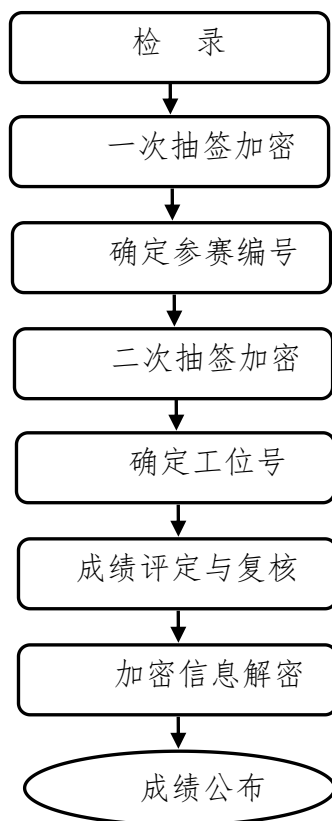 检 录
一次抽签加密
确定参赛编号
二次抽签加密
确定工位号
成绩评定与复核
加密信息解密
成绩公布